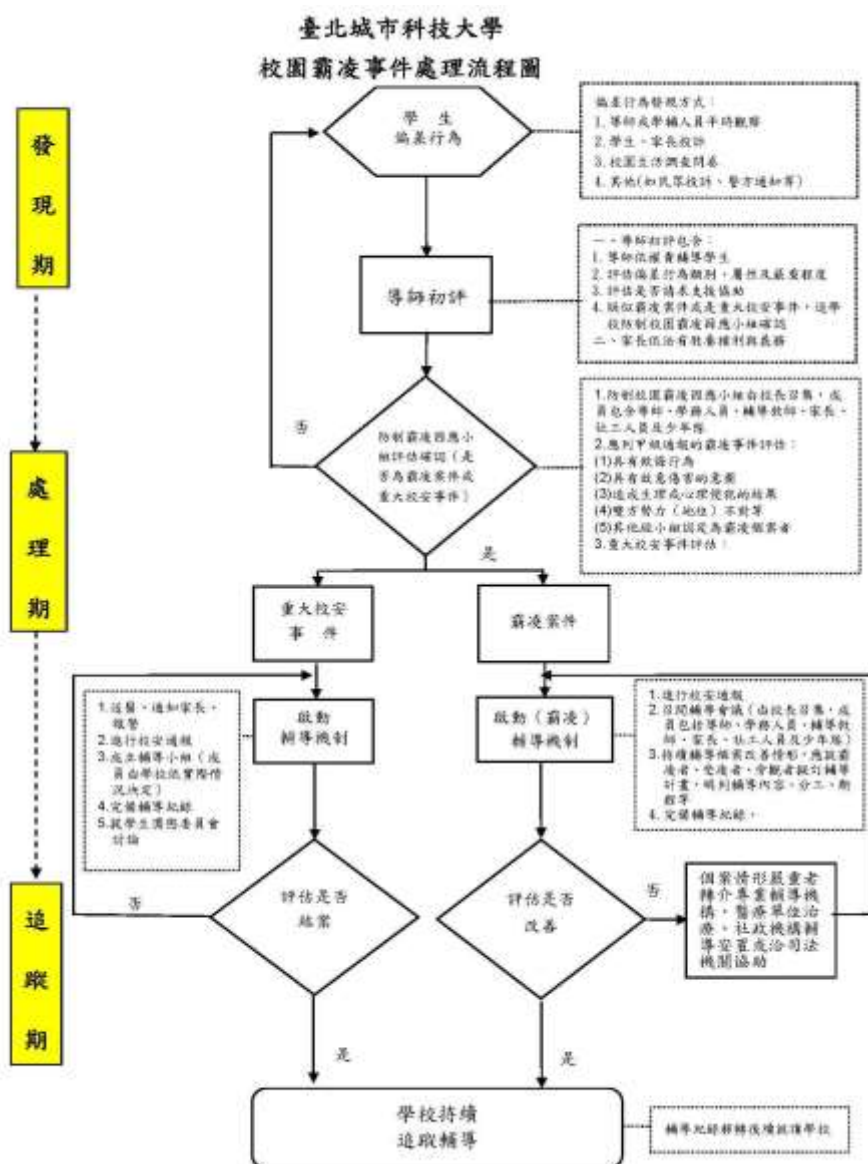 臺北城市科技大學
校園霸凌事件處理流程圖
發現期
學 生
偏差行為
偏差行為發現方式：
1. 導師或學輔人員平時觀察
2. 學生、家長投訴
3. 校園生活調查問卷
4. 其他(如民眾投訴、警方通知等)
導師初評
一、導師初評包含：
1. 導師依權責輔導學生
2. 評估偏差行為類別、屬性及嚴重程度
3. 評估是否請求支援協助
4. 疑似霸凌案件或是重大校安事件，送學
校防制校園霸凌因應小組確認
二、家長依法有教養權利與義務
處理期
否
防制霸凌因應小
組評估確認（是
否為霸凌案件或
重大校安事件）
1.防制校園霸凌因應小組由校長召集，成
員包含導師、學務人員、輔導教師、家長、
社工人員及少年隊
2.應列甲級通報的霸凌事件評估：
(1)具有欺侮行為
(2)具有故意傷害的意圖
(3)造成生理或心理侵犯的結果
(4)雙方勢力（地位）不對等
(5)其他經小組認定為霸凌個案者
3.重大校安事件評估：
是
重大校安
事 件
霸凌案件
1.送醫、通知家長、
報警
2.進行校安通報
3.成立輔導小組（成
員由學校依實際情
況決定）
4.完備輔導紀錄
5.提學生獎懲委員會
討論
啟動
輔導機制
啟動（霸凌）
輔導機制
1.進行校安通報
2.召開輔導會議（由校長召集，成
員包括導師、學務人員、輔導教
師、家長、社工人員及少年隊）
3.持續輔導個案改善情形，應就霸
凌者、受凌者、旁觀者擬訂輔導
計畫，明列輔導內容、分工、期
程等
4. 完備輔導紀錄。
追蹤期
否
評估是否
結案
評估是否
改善
否
個案情形嚴重者
轉介專業輔導機
構，醫療單位治
療、社政機構輔
導安置或洽司法
機關協助
是
是
學校持續
追蹤輔導
輔導紀錄移轉後續就讀學校